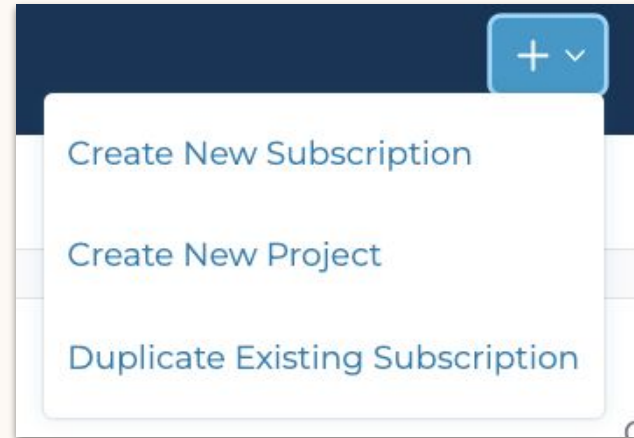 +
Create New Subscription
Create New Project
Duplicate Existing Subscription